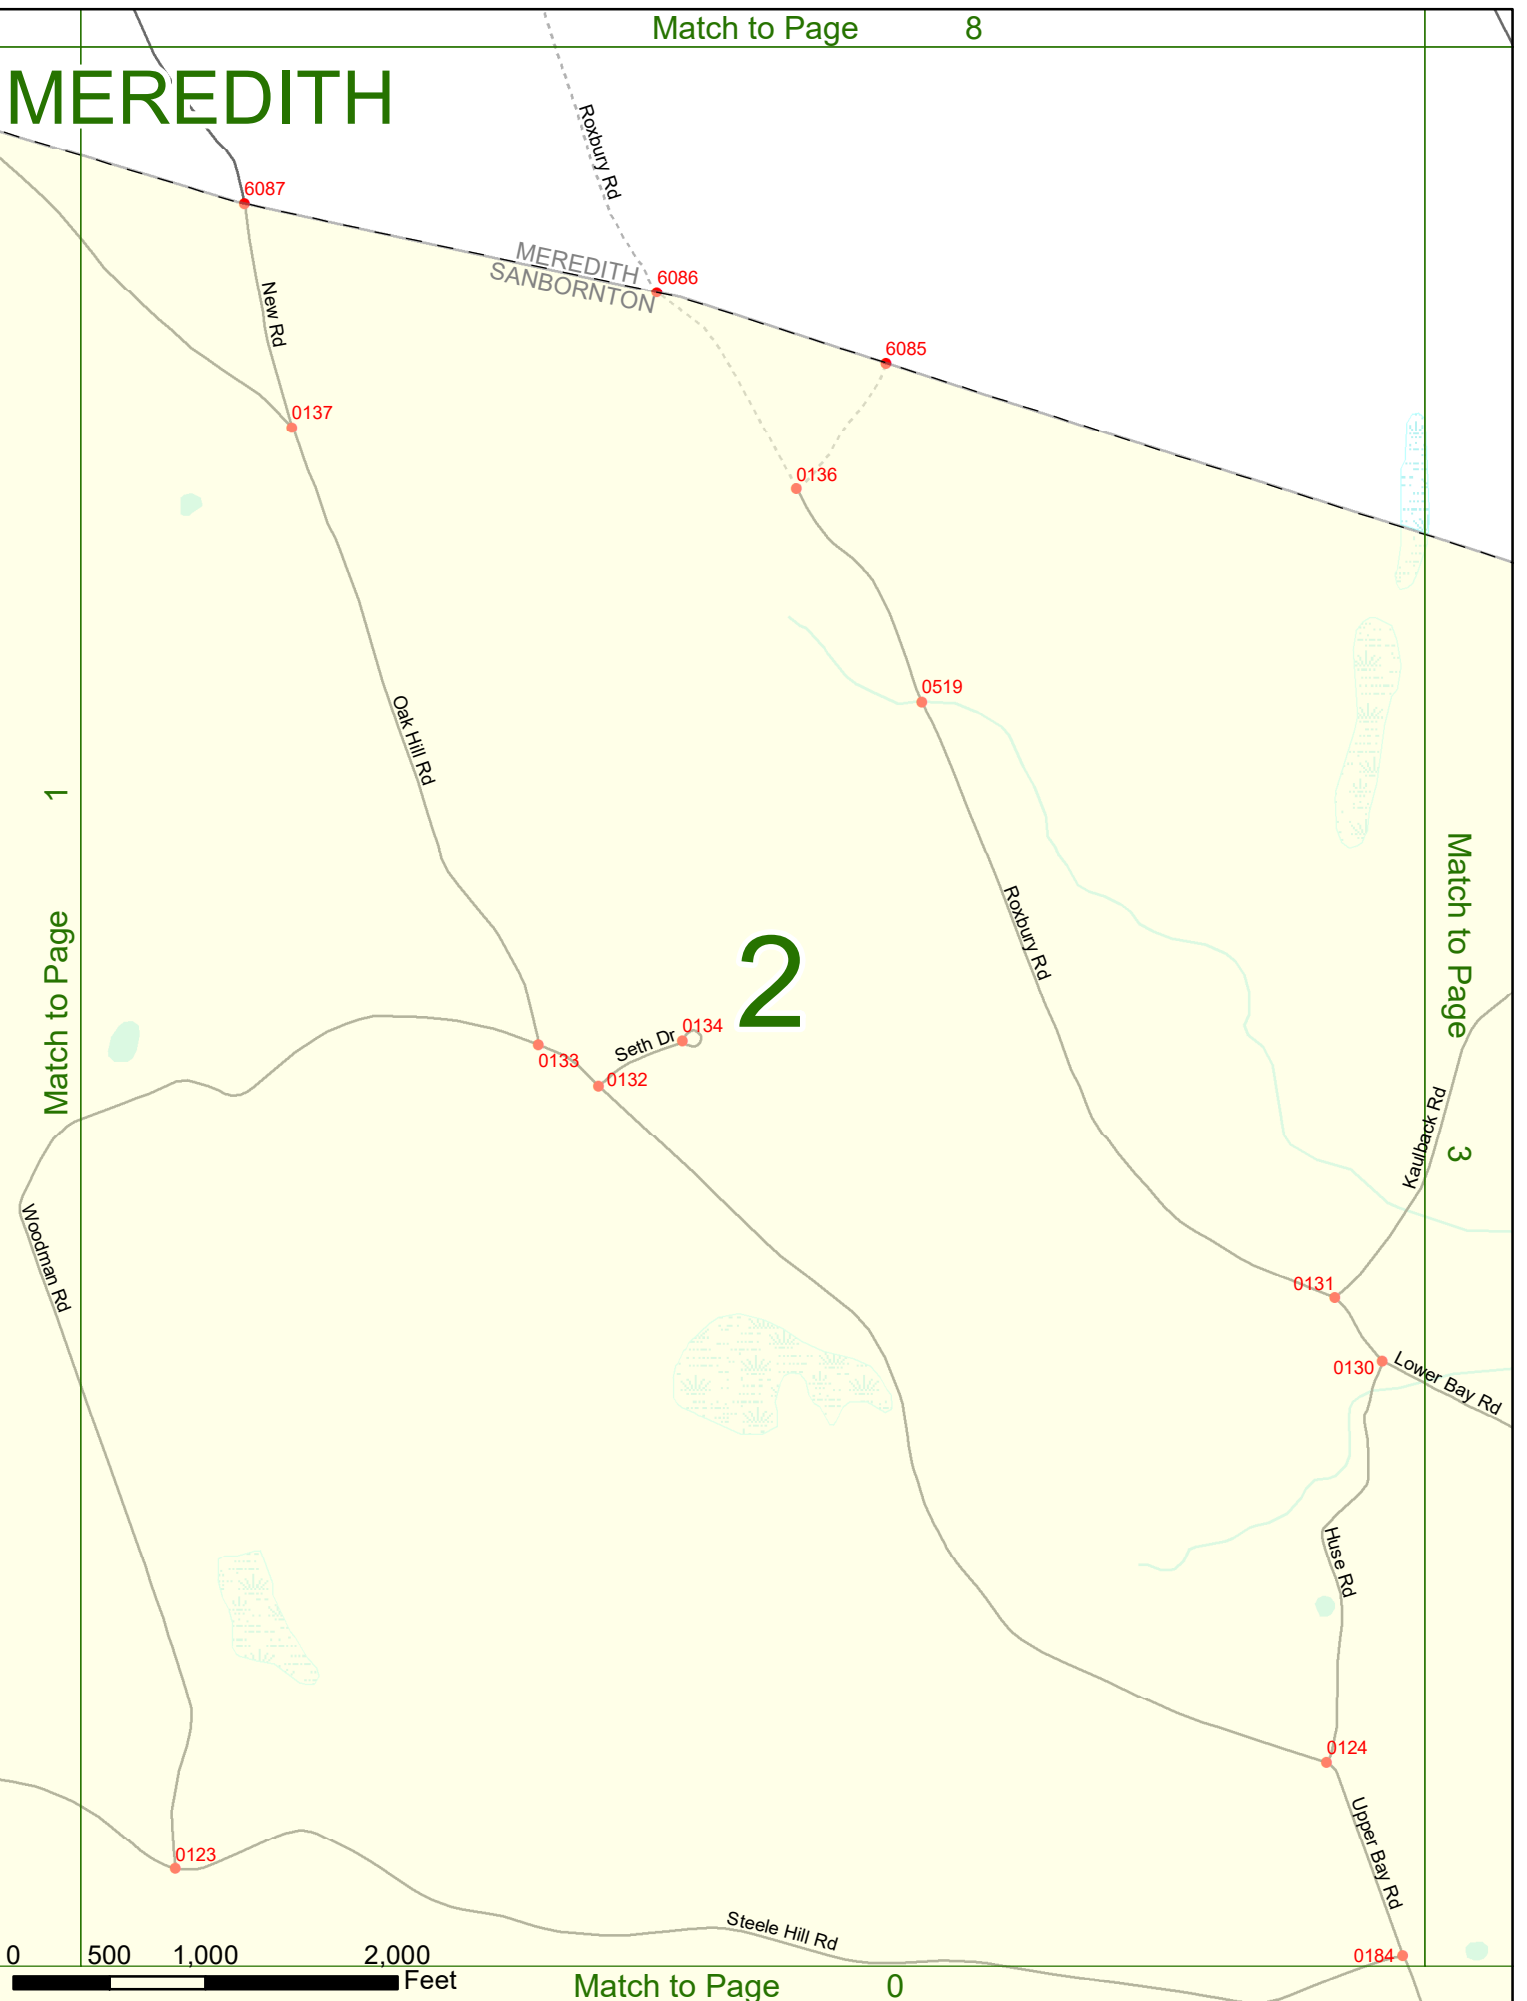 Match to Page 8
MEREDITH
Roxbury Rd
6087
MEREDITH
SANBORNTON
6086
New Rd
6085
0137
0136
0519
Oak Hill Rd
Match to Page 1
2
Roxbury Rd
Match to Page 3
Seth Dr
0134
0133
0132
Kaulback Rd
Woodman Rd
0131
0130
Lower Bay Rd
Huse Rd
0124
Upper Bay Rd
0123
Steele Hill Rd
0184
0 500 1,000 2,000
Feet
Match to Page 0